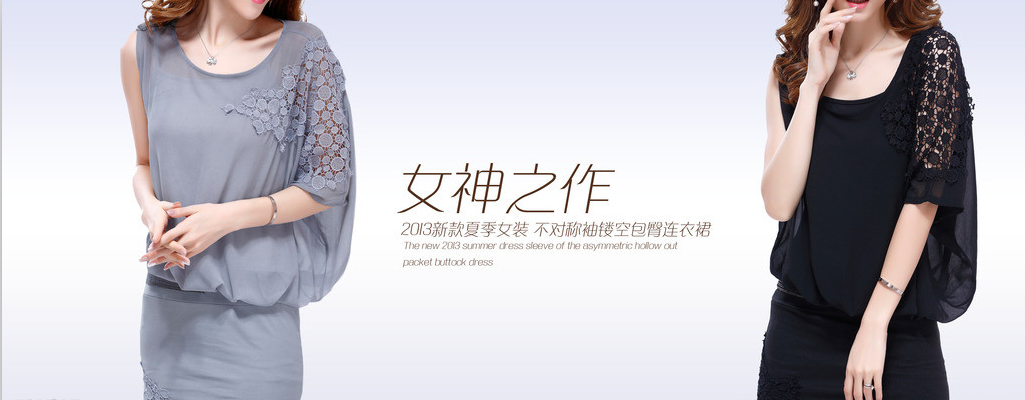 女神之作
2013新款夏季女装 不对称袖镂空包臀连衣裙
The new 2013 summer dress sleeve of the asymmetric hollow out
packet buttock dress